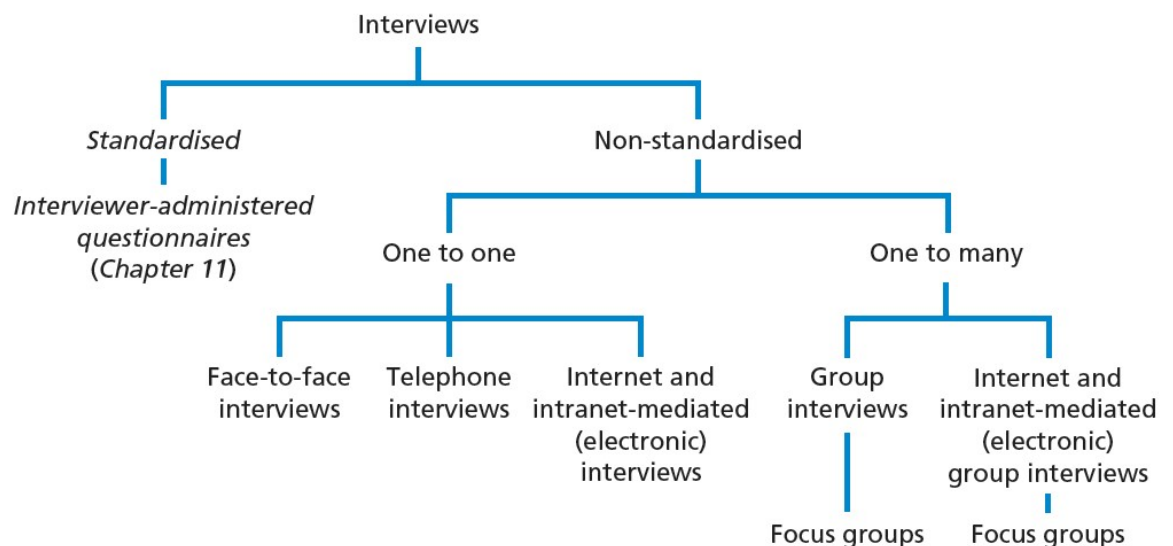 Interviews
Standardised
Non-standardised
Interviewer-administered
questionnaires
(Chapter 11)
One to one
One to many
Face-to-face
interviews
Telephone
interviews
Internet and
intranet-mediated
(electronic)
interviews
Group
interviews
Internet and
intranet-mediated
(electronic)
group interviews
Focus groups
Focus groups